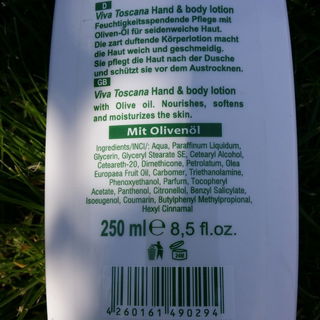 D
Viva Toscana Hand & body lotion
Feuchtigkeitsspendende Pflege mit
Oliven-Öl für seidenweiche Haut.
Die zart duftende Körperlotion macht
die Haut weich und geschmeidig.
Sie pflegt die Haut nach der Dusche
und schützt sie vor dem Austrocknen.
GB
Viva Toscana Hand & body lotion
with Olive oil. Nourishes, softens
and moisturizes the skin.
Mit Olivenöl
Ingredients/INCI/: Aqua, Paraffinum Liquidum,
Glycerin, Glyceryl Stearate SE, Cetearyl Alcohol,
Ceteareth-20, Dimethicone, Petrolatum, Olea
Europaea Fruit Oil, Carbomer, Triethanolamine,
Phenoxyethanol, Parfum, Tocopheryl
Acetate, Panthenol, Citronellol, Benzyl Salicylate,
Isoeugenol, Coumarin, Butylphenyl Methylpropional,
Hexyl Cinnamal
250 ml e 8,5 fl.oz.
24M
4 260161 490294